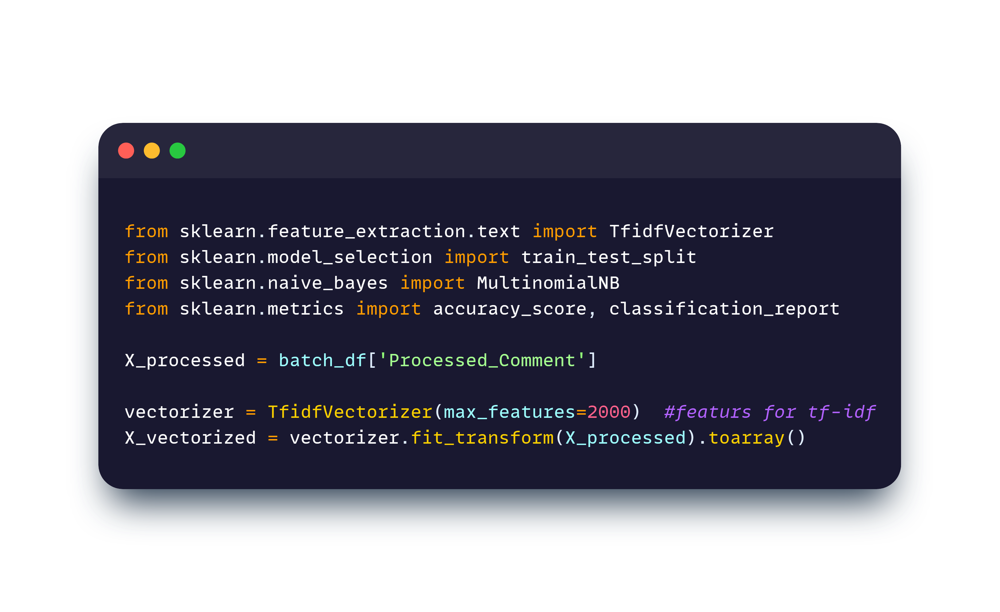 from sklearn.feature_extraction.text import TfidfVectorizer
from sklearn.model_selection import train_test_split
from sklearn.naive_bayes import MultinomialNB
from sklearn.metrics import accuracy_score, classification_report
X_processed = batch_df['Processed_Comment']
vectorizer = TfidfVectorizer(max_features=2000)  #featurs for tf-idf
X_vectorized = vectorizer.fit_transform(X_processed).toarray()